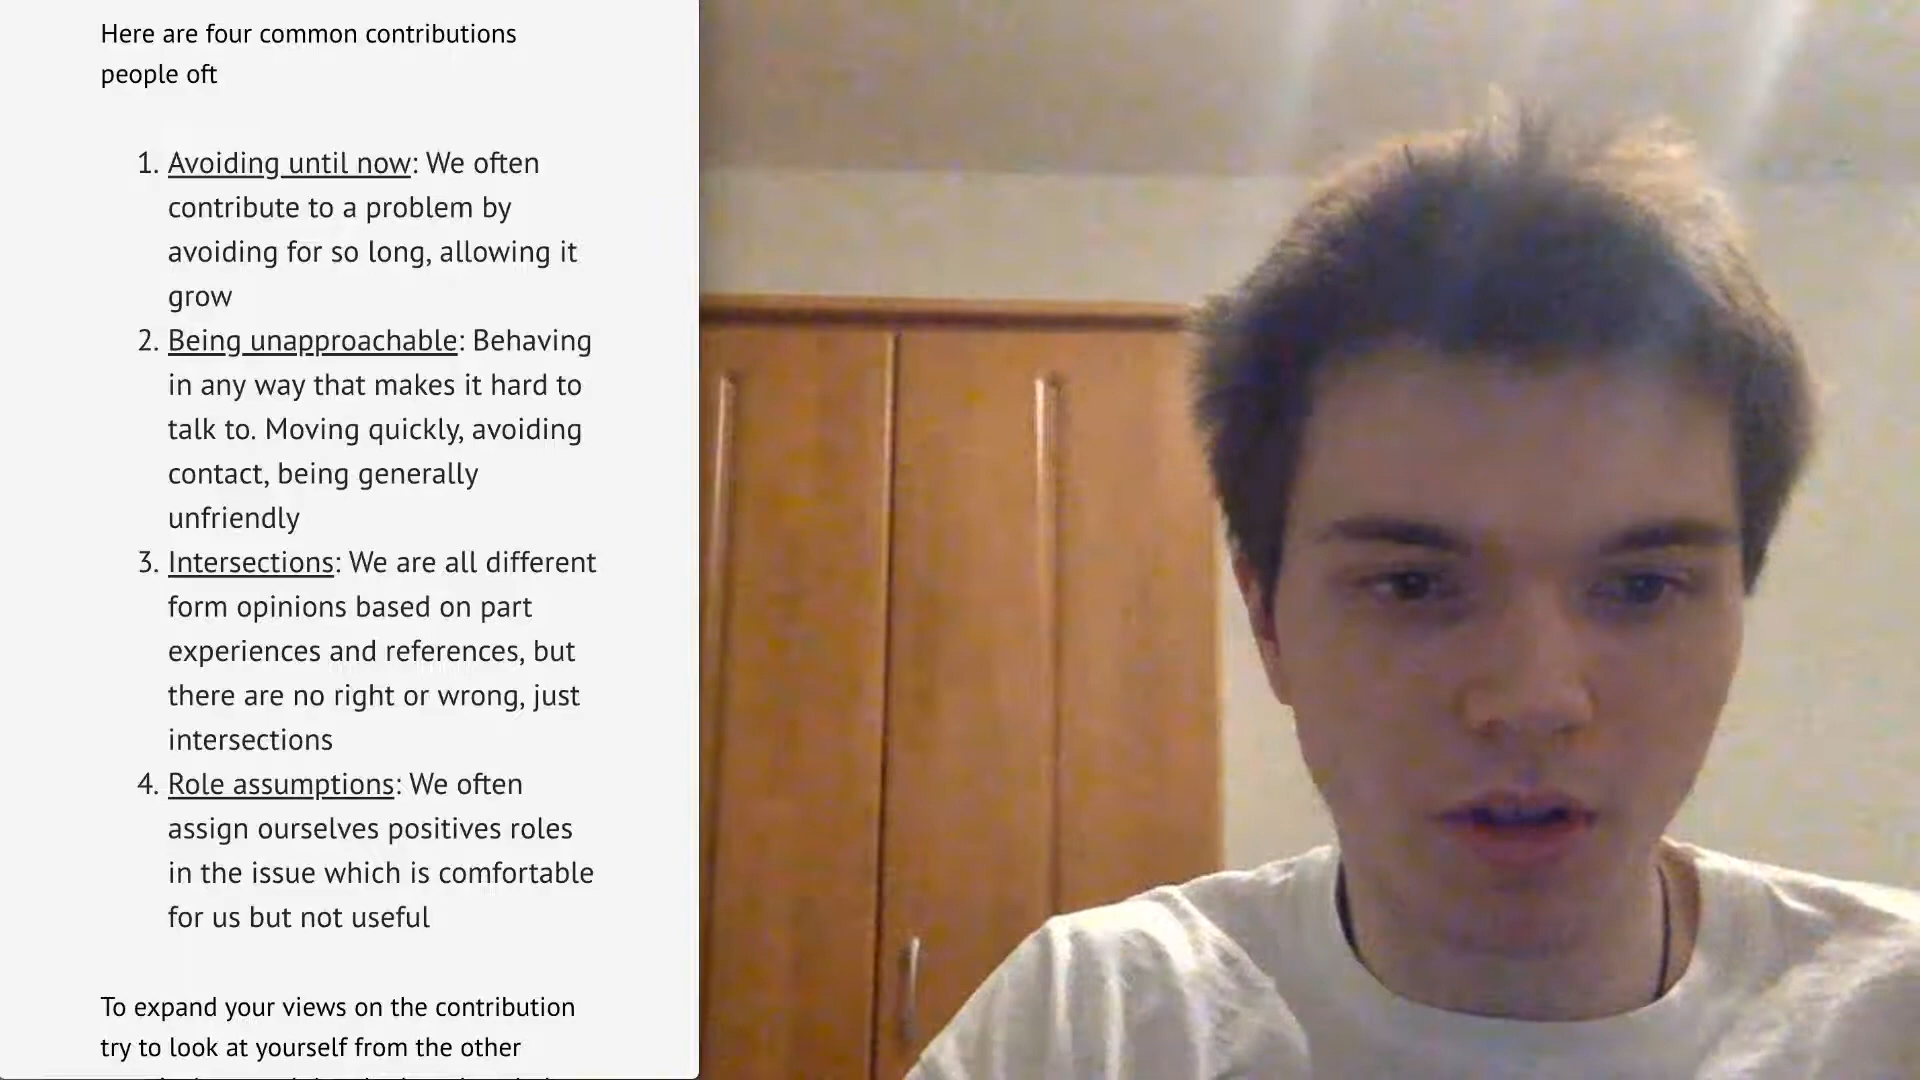 Here are four common contributions
people oft
1. Avoiding until now: We often
contribute to a problem by
avoiding for so long, allowing it
grow
2. Being unapproachable: Behaving
in any way that makes it hard to
talk to. Moving quickly, avoiding
contact, being generally
unfriendly
3. Intersections: We are all different
form opinions based on part
experiences and references, but
there are no right or wrong, just
intersections
4. Role assumptions: We often
assign ourselves positives roles
in the issue which is comfortable
for us but not useful
To expand your views on the contribution
try to look at yourself from the other